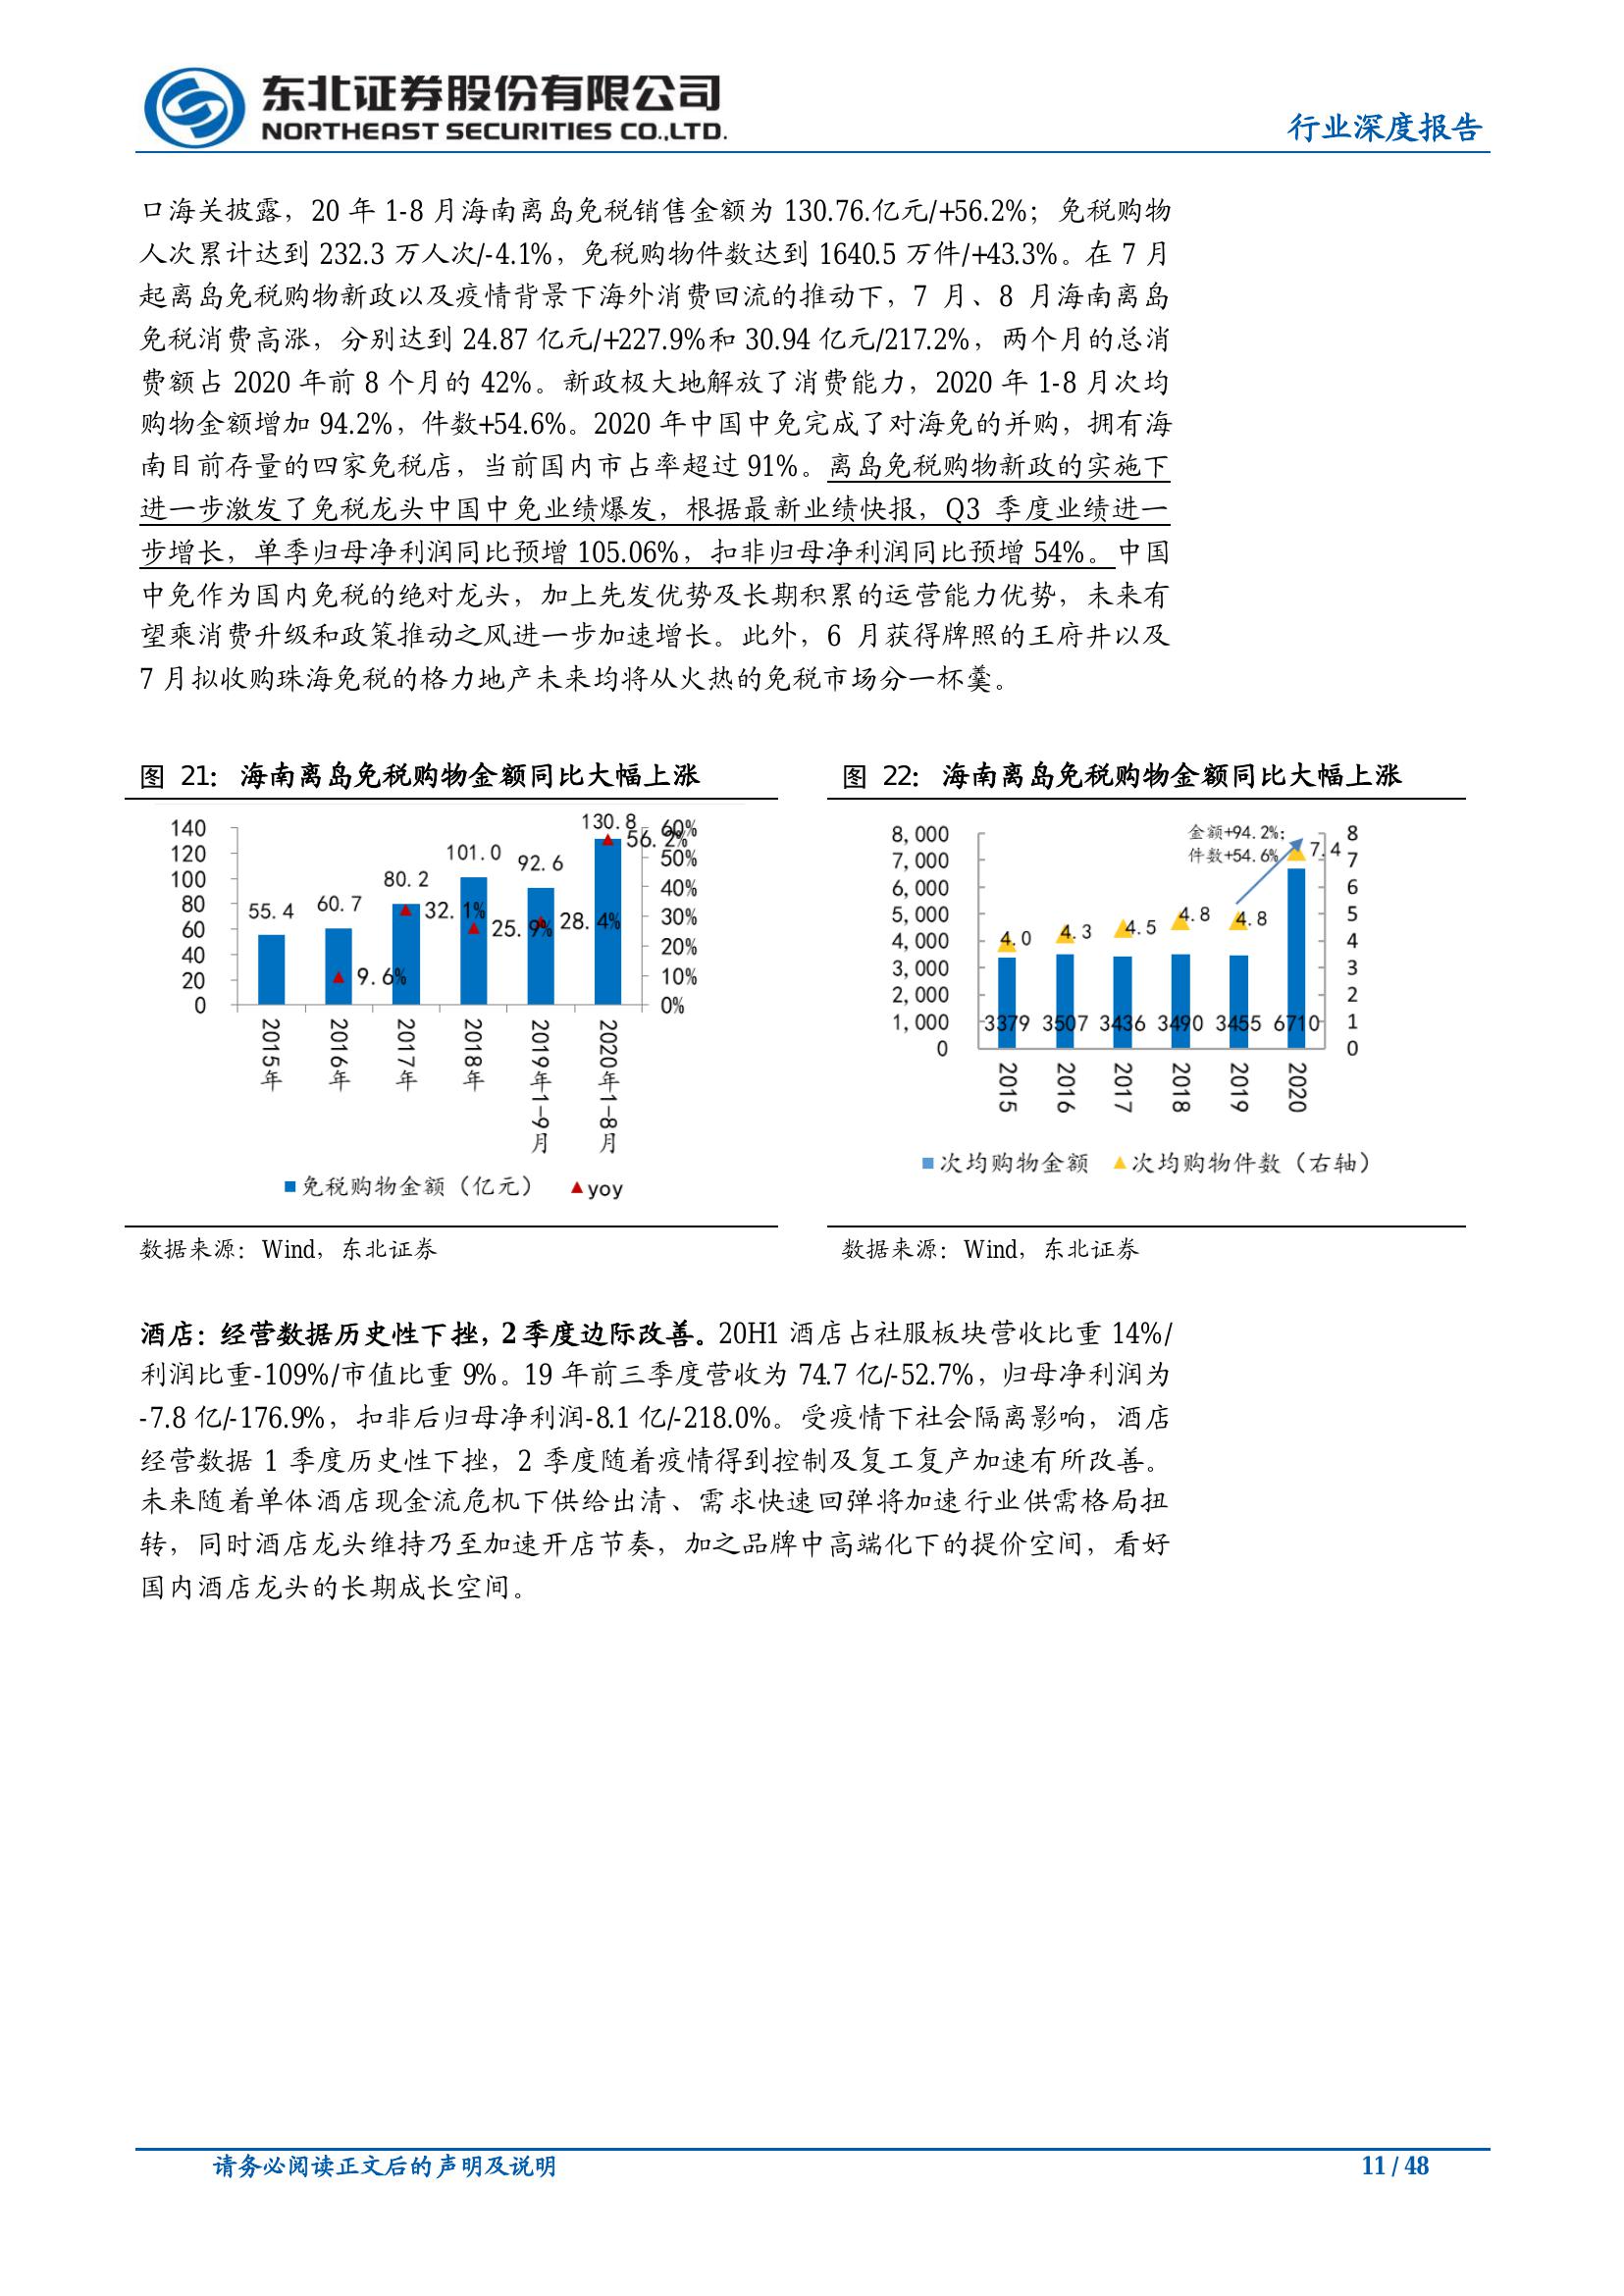 东北证券股份有限公司
NORTHEAST SECURITIES CO.,LTD.
行业深度报告
口海关披露，20 年 1-8 月海南离岛免税销售金额为 130.76.亿元/+56.2%；免税购物
人次累计达到 232.3 万人次/-4.1%，免税购物件数达到 1640.5 万件/+43.3%。在 7 月
起离岛免税购物新政以及疫情背景下海外消费回流的推动下，7 月、8 月海南离岛
免税消费高涨，分别达到 24.87 亿元/+227.9%和 30.94 亿元/217.2%，两个月的总消
费额占 2020 年前 8 个月的 42%。新政极大地解放了消费能力，2020 年 1-8 月次均
购物金额增加 94.2%，件数+54.6%。2020 年中国中免完成了对海免的并购，拥有海
南目前存量的四家免税店，当前国内市占率超过 91%。离岛免税购物新政的实施下
进一步激发了免税龙头中国中免业绩爆发，根据最新业绩快报，Q3 季度业绩进一
步增长，单季归母净利润同比预增 105.06%，扣非归母净利润同比预增 54%。中国
中免作为国内免税的绝对龙头，加上先发优势及长期积累的运营能力优势，未来有
望乘消费升级和政策推动之风进一步加速增长。此外，6 月获得牌照的王府井以及
7 月拟收购珠海免税的格力地产未来均将从火热的免税市场分一杯羹。
图 21：海南离岛免税购物金额同比大幅上涨
140
120
100
80
60
40
20
0
55.4
60.7
80.2
101.0
92.6
130.8
9.6%
32.1%
25.9%
28.4%
56.2%
60%
50%
40%
30%
20%
10%
0%
2015年
2016年
2017年
2018年
2019年1-9月
2020年1-8月
免税购物金额（亿元）
yoy
数据来源：Wind，东北证券
图 22：海南离岛免税购物金额同比大幅上涨
8,000
7,000
6,000
5,000
4,000
3,000
2,000
1,000
0
金额+94.2%；
件数+54.6%
4.0
4.3
4.5
4.8
4.8
7.4
3379
3507
3436
3490
3455
6710
8
7
6
5
4
3
2
1
0
2015
2016
2017
2018
2019
2020
次均购物金额
次均购物件数（右轴）
数据来源：Wind，东北证券
酒店：经营数据历史性下挫，2 季度边际改善。20H1 酒店占社服板块营收比重 14%/
利润比重-109%/市值比重 9%。19 年前三季度营收为 74.7 亿/-52.7%，归母净利润为
-7.8 亿/-176.9%，扣非后归母净利润-8.1 亿/-218.0%。受疫情下社会隔离影响，酒店
经营数据 1 季度历史性下挫，2 季度随着疫情得到控制及复工复产加速有所改善。
未来随着单体酒店现金流危机下供给出清、需求快速回弹将加速行业供需格局扭
转，同时酒店龙头维持乃至加速开店节奏，加之品牌中高端化下的提价空间，看好
国内酒店龙头的长期成长空间。
请务必阅读正文后的声明及说明
11 / 48